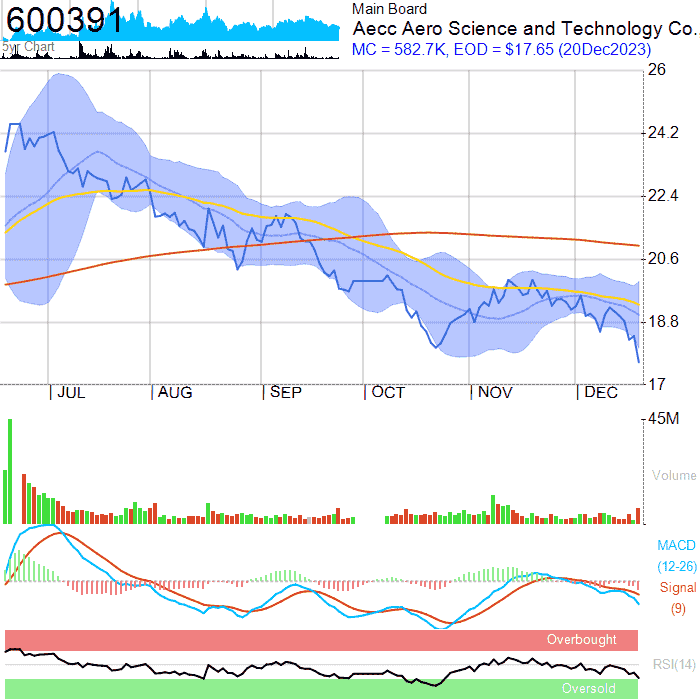 600391
5yr Chart
Main Board
Aecc Aero Science and Technology Co.
MC = 582.7K, EOD = $17.65 (20Dec2023)
26
24.2
22.4
20.6
18.8
17
JUL
AUG
SEP
OCT
NOV
DEC
45M
Volume
MACD
(12-26)
Signal
(9)
Overbought
RSI(14)
Oversold